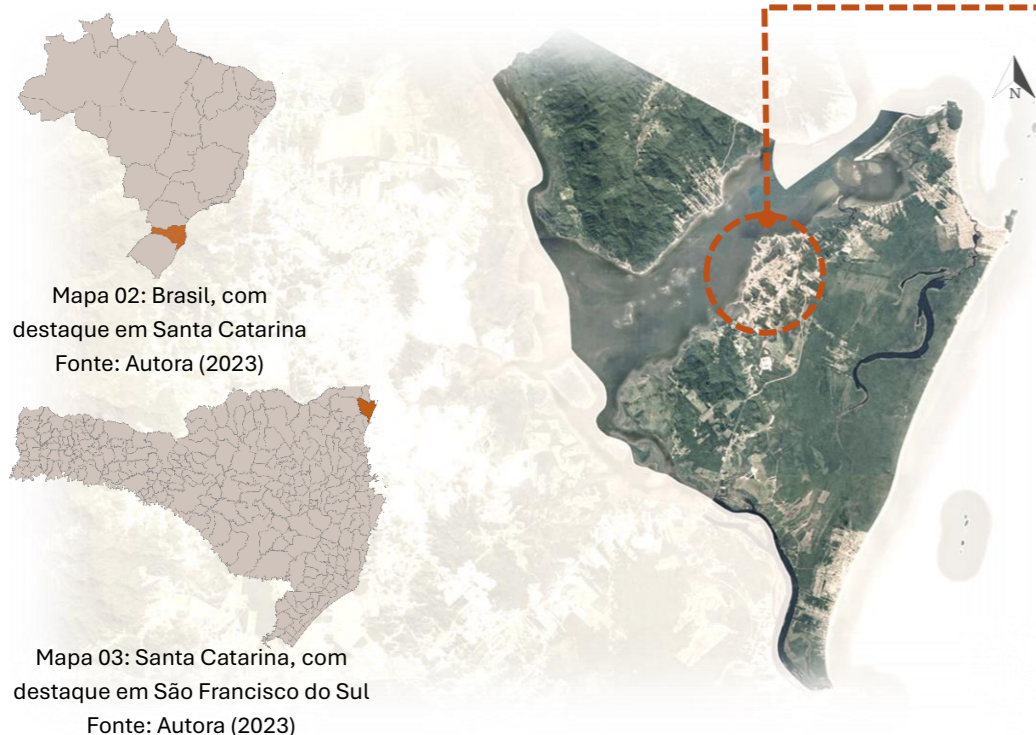 N
Mapa 02: Brasil, com
destaque em Santa Catarina
Fonte: Autora (2023)
Mapa 03: Santa Catarina, com
destaque em São Francisco do Sul
Fonte: Autora (2023)